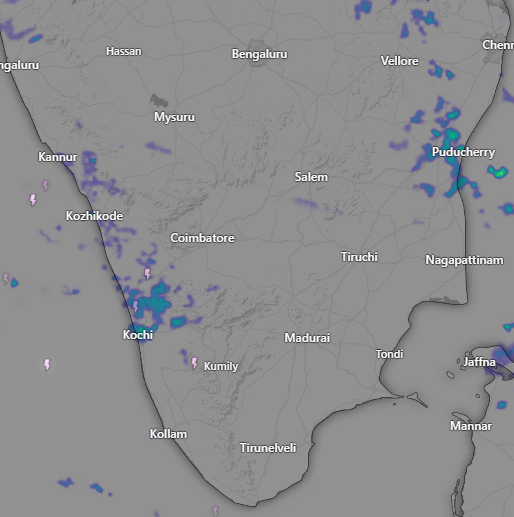 Hassan
Bengaluru
Chenn
Vellore
ngaluru
Mysuru
Kannur
Puducherry
Salem
Kozhikode
Coimbatore
Tiruchi
Nagapattinam
Kochi
Madurai
Tondi
Kumily
Jaffna
Mannar
Kollam
Tirunelveli